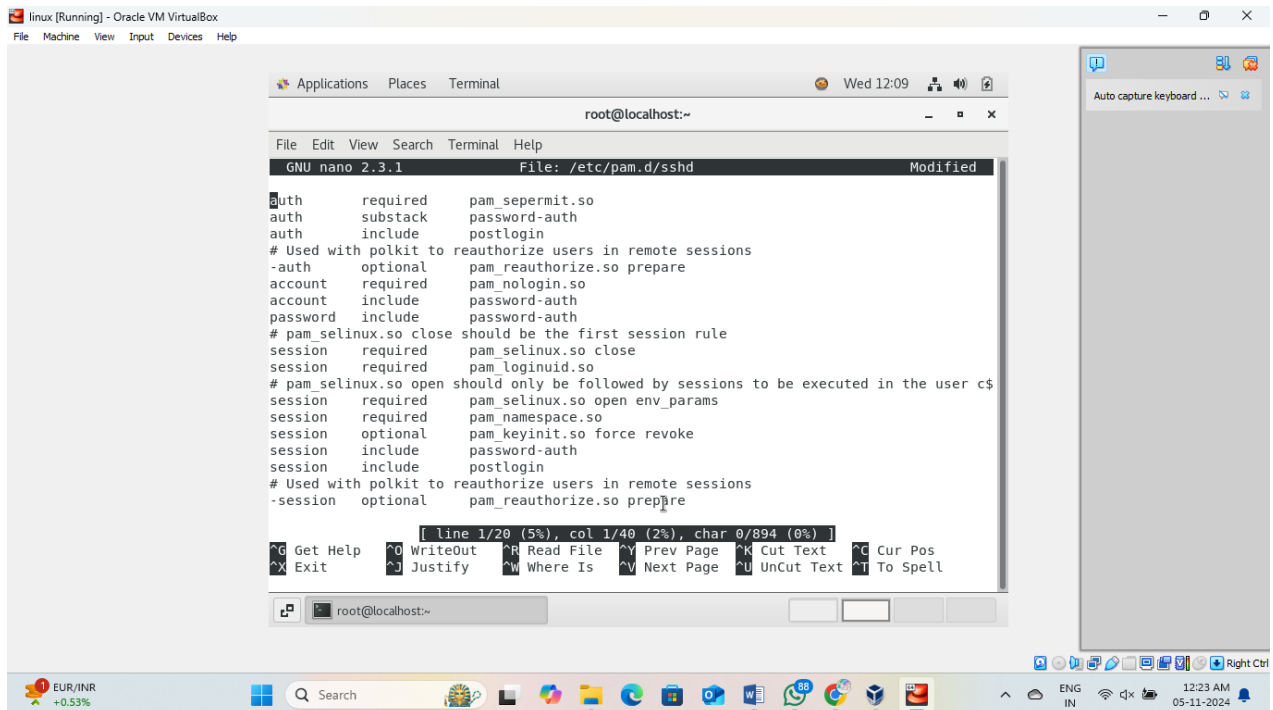 linux [Running] - Oracle VM VirtualBox
File Machine View Input Devices Help
Applications Places Terminal Wed 12:09
Auto capture keyboard ...
root@localhost:~
File Edit View Search Terminal Help
GNU nano 2.3.1 File: /etc/pam.d/sshd Modified
auth required pam_sepermit.so
auth substack password-auth
auth include postlogin
# Used with polkit to reauthorize users in remote sessions
-auth optional pam_reauthorize.so prepare
account required pam_nologin.so
account include password-auth
password include password-auth
# pam_selinux.so close should be the first session rule
session required pam_selinux.so close
session required pam_loginuid.so
# pam_selinux.so open should only be followed by sessions to be executed in the user c$
session required pam_selinux.so open env_params
session required pam_namespace.so
session optional pam_keyinit.so force revoke
session include password-auth
session include postlogin
# Used with polkit to reauthorize users in remote sessions
-session optional pam_reauthorize.so prepare
[ line 1/20 (5%), col 1/40 (2%), char 0/894 (0%) ]
^G Get Help ^O WriteOut ^R Read File ^Y Prev Page ^K Cut Text ^C Cur Pos
^X Exit ^J Justify ^W Where Is ^V Next Page ^U UnCut Text ^T To Spell
root@localhost:~
Right Ctrl
1 EUR/INR
+0.53%
Search
88
ENG
IN
12:23 AM
05-11-2024